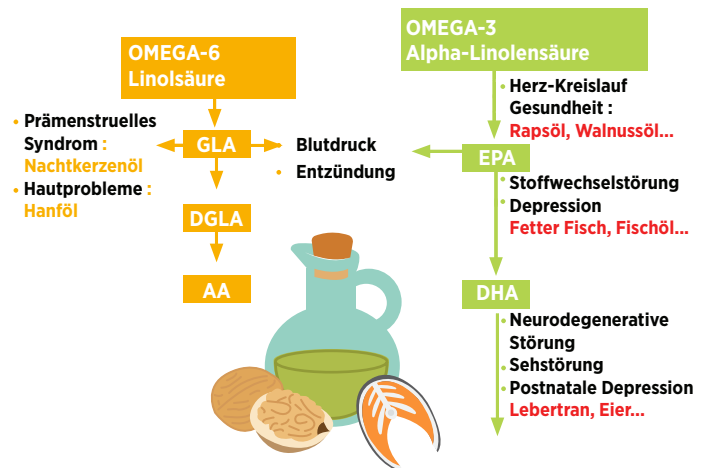 OMEGA-6
Linolsäure
• Prämenstruelles
Syndrom :
Nachtkerzenöl
• Hautprobleme :
Hanföl
GLA
DGLA
AA
Blutdruck
• Entzündung
OMEGA-3
Alpha-Linolensäure
• Herz-Kreislauf
Gesundheit :
Rapsöl, Walnussöl...
EPA
• Stoffwechselstörung
• Depression
Fetter Fisch, Fischöl...
DHA
• Neurodegenerative
Störung
• Sehstörung
• Postnatale Depression
Lebertran, Eier...